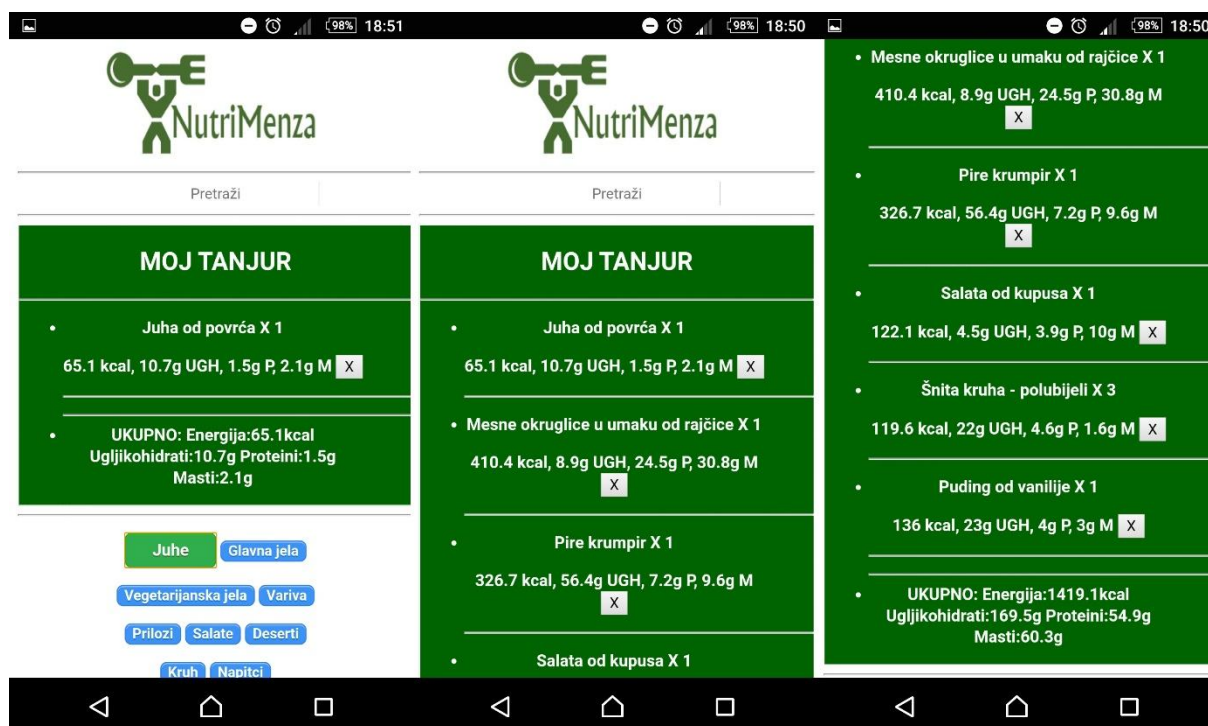 98% 18:51
NutriMenza
Pretraži
MOJ TANJUR
• Juha od povrća X 1
65.1 kcal, 10.7g UGH, 1.5g P, 2.1g M X
• UKUPNO: Energija:65.1kcal
Ugljikohidrati:10.7g Proteini:1.5g
Masti:2.1g
Juhe Glavna jela
Vegetarijanska jela Variva
Prilozi Salate Deserti
Kruh Napitci
98% 18:50
NutriMenza
Pretraži
MOJ TANJUR
• Juha od povrća X 1
65.1 kcal, 10.7g UGH, 1.5g P, 2.1g M X
• Mesne okruglice u umaku od rajčice X 1
410.4 kcal, 8.9g UGH, 24.5g P, 30.8g M
X
• Pire krumpir X 1
326.7 kcal, 56.4g UGH, 7.2g P, 9.6g M
X
• Salata od kupusa X 1
98% 18:50
• Mesne okruglice u umaku od rajčice X 1
410.4 kcal, 8.9g UGH, 24.5g P, 30.8g M
X
• Pire krumpir X 1
326.7 kcal, 56.4g UGH, 7.2g P, 9.6g M
X
• Salata od kupusa X 1
122.1 kcal, 4.5g UGH, 3.9g P, 10g M X
• Šnita kruha - polubijeli X 3
119.6 kcal, 22g UGH, 4.6g P, 1.6g M X
• Puding od vanilije X 1
136 kcal, 23g UGH, 4g P, 3g M X
• UKUPNO: Energija:1419.1kcal
Ugljikohidrati:169.5g Proteini:54.9g
Masti:60.3g